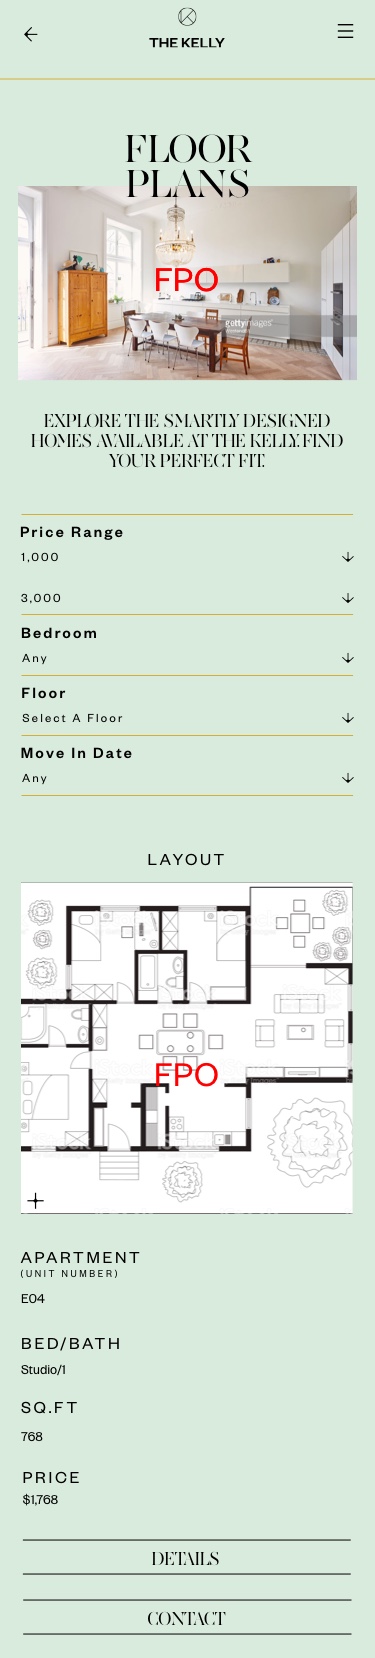 THE KELLY
FLOOR
PLANS
FPO
gettyimages
EXPLORE THE SMARTLY DESIGNED
HOMES AVAILABLE AT THE KELLY. FIND
YOUR PERFECT FIT.
Price Range
1,000
3,000
Bedroom
Any
Floor
Select A Floor
Move In Date
Any
LAYOUT
FPO
APARTMENT
(UNIT NUMBER)
E04
BED/BATH
Studio/1
SQ.FT
768
PRICE
$1,768
DETAILS
CONTACT